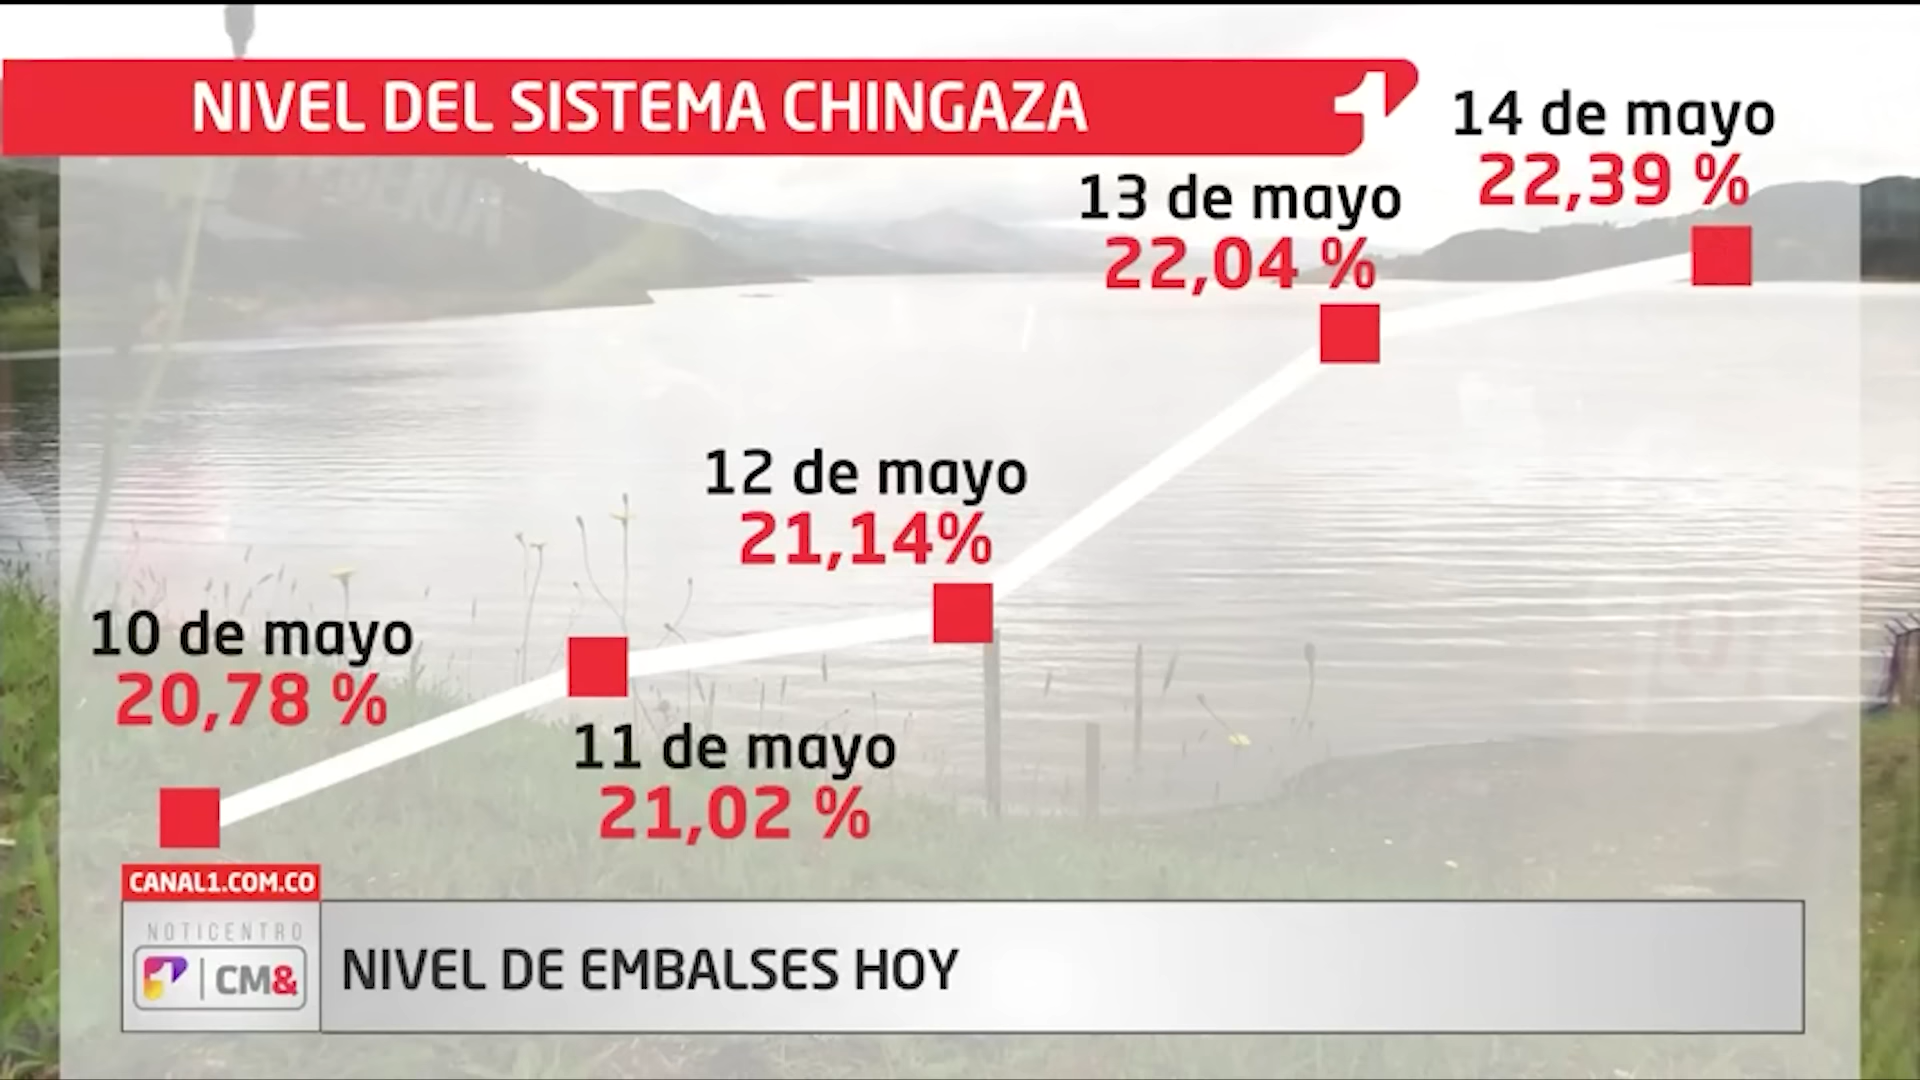 NIVEL DEL SISTEMA CHINGAZA
10 de mayo
20,78 %
11 de mayo
21,02 %
12 de mayo
21,14%
13 de mayo
22,04 %
14 de mayo
22,39 %
CANAL1.COM.CO
NOTICENTRO
1 | CM&
NIVEL DE EMBALSES HOY